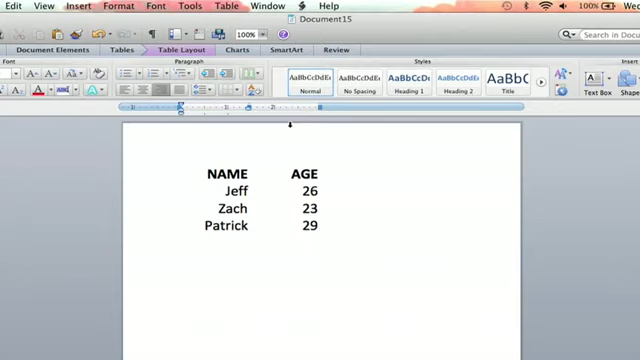 Edit View Insert Format Font Tools Table Window Help 100%
Document15
100% Search in Docu
Document Elements Tables Table Layout Charts SmartArt Review
Font Paragraph Styles Insert
AaBbCcDdEe AaBbCcDdEe AaBbCcDc AaBbCcDdEe AaBbC
Normal No Spacing Heading 1 Heading 2 Title Text Box Shape
NAME AGE
Jeff 26
Zach 23
Patrick 29